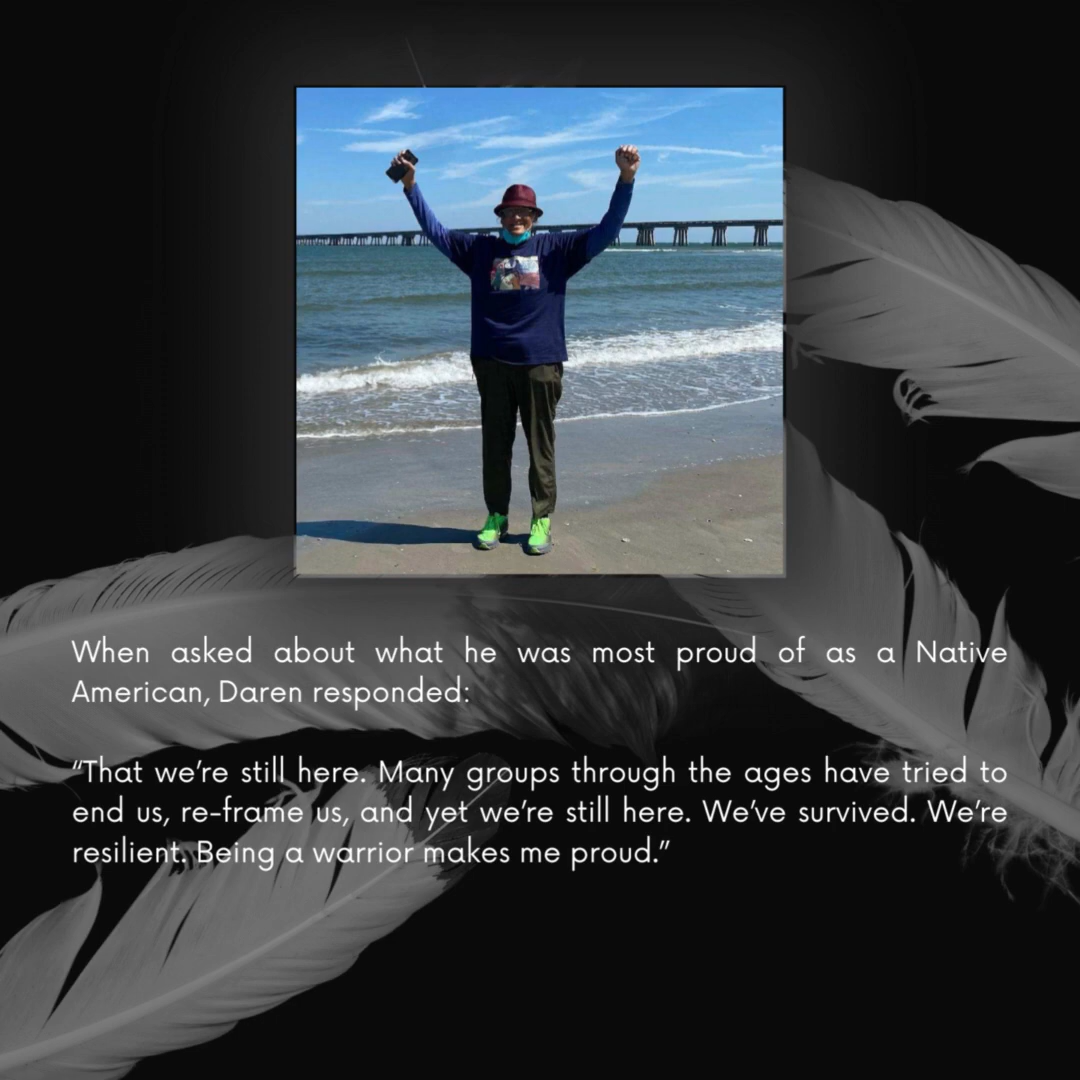 When asked about what he was most proud of as a Native
American, Daren responded:
“That we’re still here. Many groups through the ages have tried to
end us, re-frame us, and yet we’re still here. We’ve survived. We’re
resilient. Being a warrior makes me proud.”